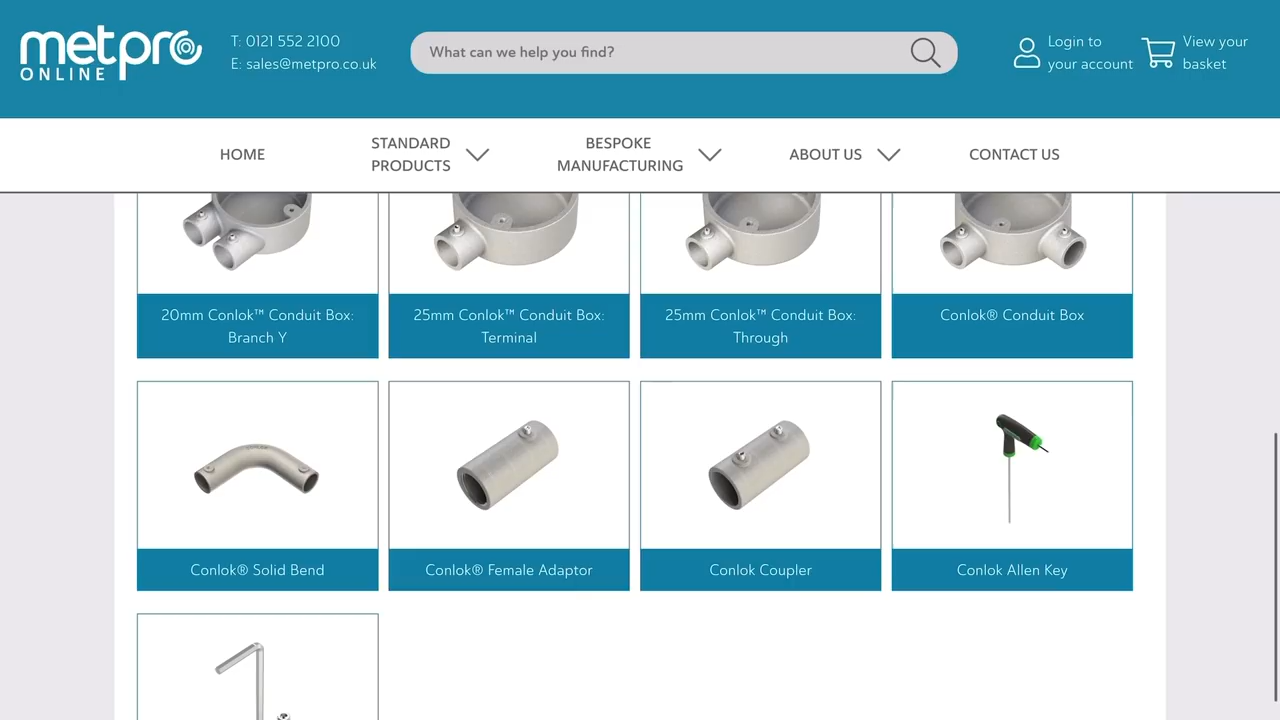 metpro
ONLINE
T: 0121 552 2100
E: sales@metpro.co.uk
What can we help you find?
Login to
your account
View your
basket
HOME
STANDARD
PRODUCTS
BESPOKE
MANUFACTURING
ABOUT US
CONTACT US
20mm Conlok™ Conduit Box:
Branch Y
25mm Conlok™ Conduit Box:
Terminal
25mm Conlok™ Conduit Box:
Through
Conlok® Conduit Box
Conlok® Solid Bend
Conlok® Female Adaptor
Conlok Coupler
Conlok Allen Key